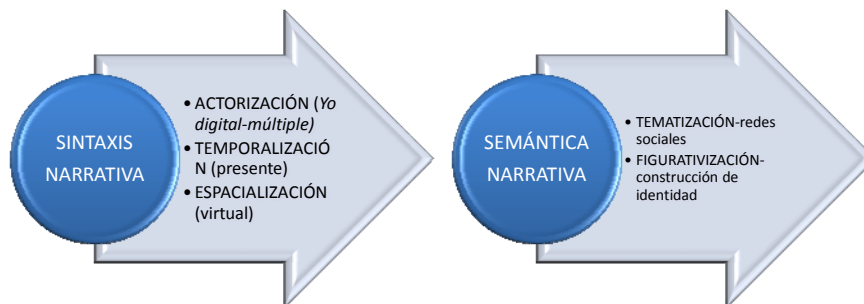 SINTAXIS
NARRATIVA
• ACTORIZACIÓN (Yo
digital-múltiple)
• TEMPORALIZACIÓ
N (presente)
• ESPACIALIZACIÓN
(virtual)
SEMÁNTICA
NARRATIVA
• TEMATIZACIÓN-redes
sociales
• FIGURATIVIZACIÓN-
construcción de
identidad